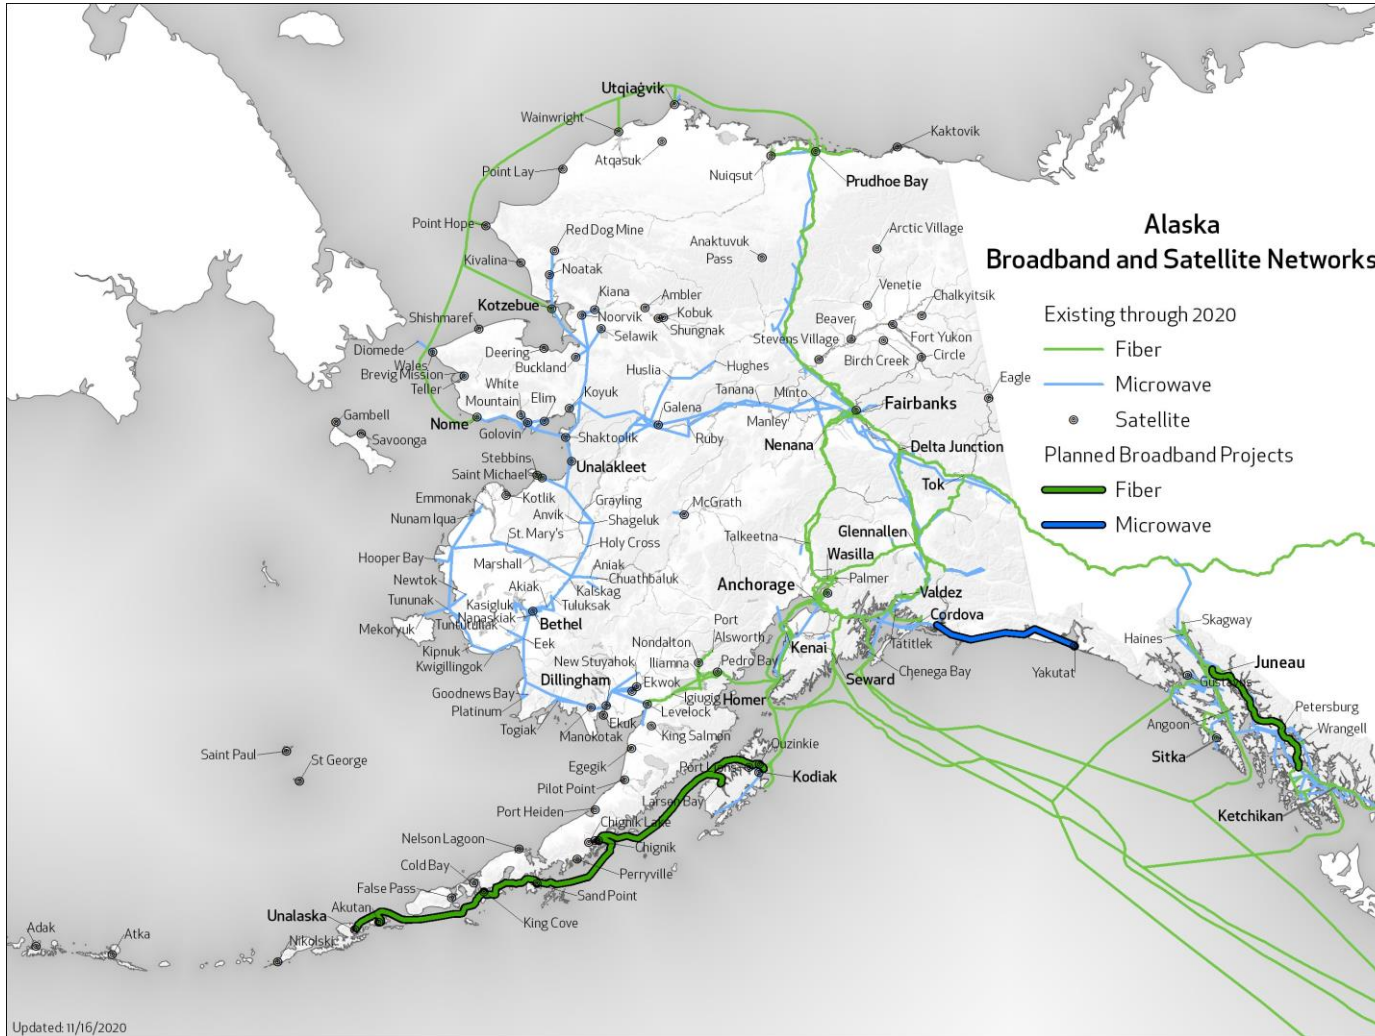 Utqiaġvik
Wainwright
Kaktovik
Atqasuk
Point Lay
Nuiqsut
Prudhoe Bay
Alaska
Broadband and Satellite Networks
Existing through 2020
Fiber
Microwave
Satellite
Planned Broadband Projects
Fiber
Microwave
Point Hope
Red Dog Mine
Anaktuvuk
Pass
Arctic Village
Kivalina
Noatak
Venetie
Kiana
Ambler
Chalkyitsik
Kotzebue
Noorvik
Kobuk
Beaver
Shishmaref
Shungnak
Selawik
Stevens Village
Fort Yukon
Diomede
Deering
Birch Creek
Circle
Wales
Buckland
Huslia
Hughes
Brevig Mission
White
Eagle
Teller
Mountain
Elim
Koyuk
Tanana
Minto
Gambell
Galena
Fairbanks
Nome
Golovin
Manley
Savoonga
Shaktoolik
Ruby
Nenana
Delta Junction
Stebbins
Unalakleet
Saint Michael
Tok
Emmonak
Kotlik
Grayling
McGrath
Nunam Iqua
Anvik
Shageluk
St. Mary's
Glennallen
Talkeetna
Holy Cross
Wasilla
Hooper Bay
Marshall
Aniak
Newtok
Akiak
Chuathbaluk
Anchorage
Palmer
Kalskag
Tununak
Kasigluk
Tuluksak
Valdez
Napaskiak
Mekoryuk
Tuntutuliak
Bethel
Cordova
Port
Alsworth
Kipnuk
Eek
Nondalton
Kenai
Tatitlek
Skagway
Haines
Kwigillingok
New Stuyahok
Iliamna
Pedro Bay
Chenega Bay
Yakutat
Juneau
Dillingham
Ekwok
Seward
Gustavus
Goodnews Bay
Igiugig
Homer
Platinum
Levelock
Petersburg
Togiak
Ekuk
Angoon
Wrangell
Manokotak
King Salmon
Ouzinkie
Sitka
Saint Paul
St George
Egegik
Port Lions
Kodiak
Pilot Point
Larsen Bay
Port Heiden
Ketchikan
Chignik Lake
Nelson Lagoon
Chignik
Cold Bay
Perryville
False Pass
Sand Point
Unalaska
Akutan
King Cove
Adak
Atka
Nikolski
Updated: 11/16/2020